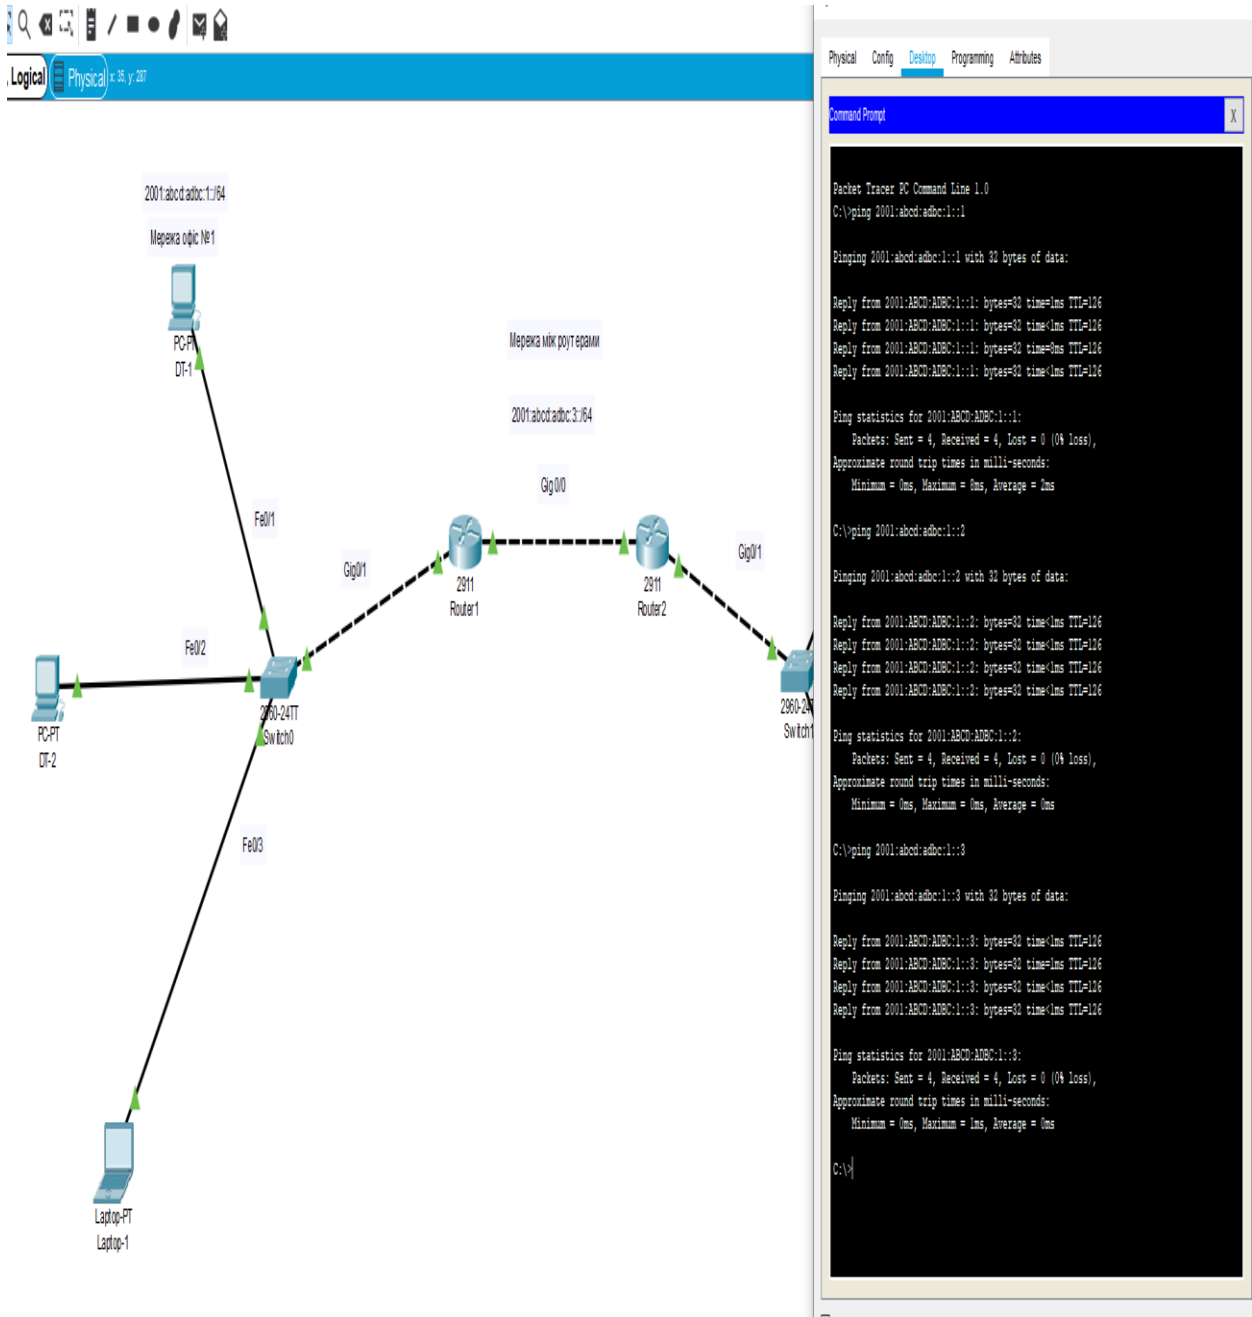 Logical
Physical
x: 35, y: 287
2001:abcd:adbc:1::/64
Мережа офіс №1
PC-PT
DT-1
Fe0/1
Gig0/1
Fe0/2
PC-PT
DT-2
2960-24TT
Switch0
Fe0/3
Laptop-PT
Laptop-1
Мережа між роутерами
2001:abcd:adbc:3::/64
Gig 0/0
2911
Router1
2911
Router2
Gig0/1
2960-24T
Switch1
Physical Config Desktop Programming Attributes
Command Prompt
X
Packet Tracer PC Command Line 1.0
C:\>ping 2001:abcd:adbc:1::1
Pinging 2001:abcd:adbc:1::1 with 32 bytes of data:
Reply from 2001:ABCD:ADBC:1::1: bytes=32 time=1ms TTL=126
Reply from 2001:ABCD:ADBC:1::1: bytes=32 time<1ms TTL=126
Reply from 2001:ABCD:ADBC:1::1: bytes=32 time=8ms TTL=126
Reply from 2001:ABCD:ADBC:1::1: bytes=32 time<1ms TTL=126
Ping statistics for 2001:ABCD:ADBC:1::1:
Packets: Sent = 4, Received = 4, Lost = 0 (0% loss),
Approximate round trip times in milli-seconds:
Minimum = 0ms, Maximum = 8ms, Average = 2ms
C:\>ping 2001:abcd:adbc:1::2
Pinging 2001:abcd:adbc:1::2 with 32 bytes of data:
Reply from 2001:ABCD:ADBC:1::2: bytes=32 time<1ms TTL=126
Reply from 2001:ABCD:ADBC:1::2: bytes=32 time<1ms TTL=126
Reply from 2001:ABCD:ADBC:1::2: bytes=32 time<1ms TTL=126
Reply from 2001:ABCD:ADBC:1::2: bytes=32 time<1ms TTL=126
Ping statistics for 2001:ABCD:ADBC:1::2:
Packets: Sent = 4, Received = 4, Lost = 0 (0% loss),
Approximate round trip times in milli-seconds:
Minimum = 0ms, Maximum = 0ms, Average = 0ms
C:\>ping 2001:abcd:adbc:1::3
Pinging 2001:abcd:adbc:1::3 with 32 bytes of data:
Reply from 2001:ABCD:ADBC:1::3: bytes=32 time<1ms TTL=126
Reply from 2001:ABCD:ADBC:1::3: bytes=32 time=1ms TTL=126
Reply from 2001:ABCD:ADBC:1::3: bytes=32 time<1ms TTL=126
Reply from 2001:ABCD:ADBC:1::3: bytes=32 time<1ms TTL=126
Ping statistics for 2001:ABCD:ADBC:1::3:
Packets: Sent = 4, Received = 4, Lost = 0 (0% loss),
Approximate round trip times in milli-seconds:
Minimum = 0ms, Maximum = 1ms, Average = 0ms
C:\>